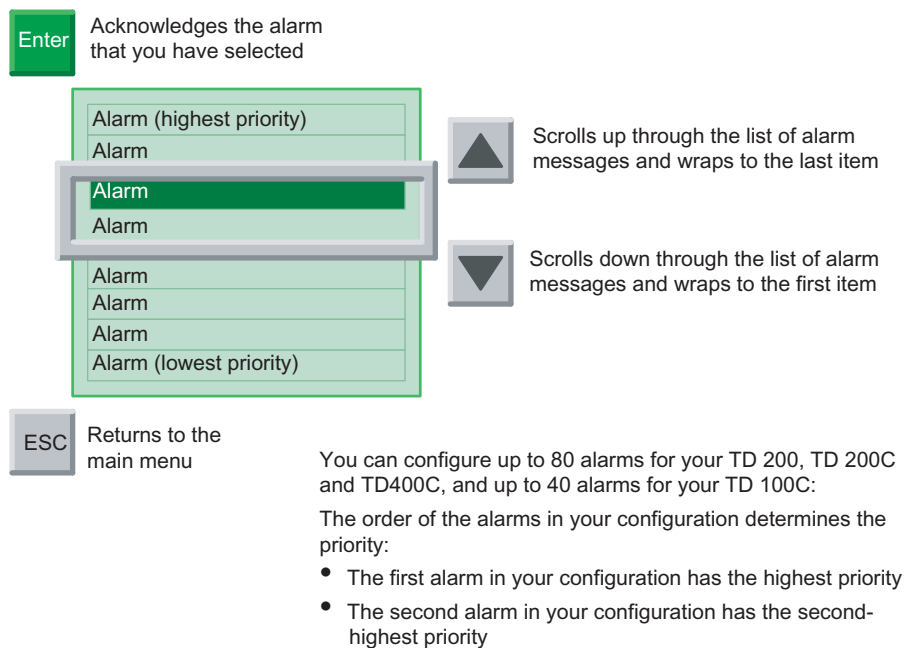 Enter
Acknowledges the alarm
that you have selected
Alarm (highest priority)
Alarm
Alarm
Alarm
Alarm
Alarm
Alarm
Alarm (lowest priority)
Scrolls up through the list of alarm
messages and wraps to the last item
Scrolls down through the list of alarm
messages and wraps to the first item
ESC
Returns to the
main menu
You can configure up to 80 alarms for your TD 200, TD 200C
and TD400C, and up to 40 alarms for your TD 100C:
The order of the alarms in your configuration determines the
priority:
• The first alarm in your configuration has the highest priority
• The second alarm in your configuration has the second-
highest priority